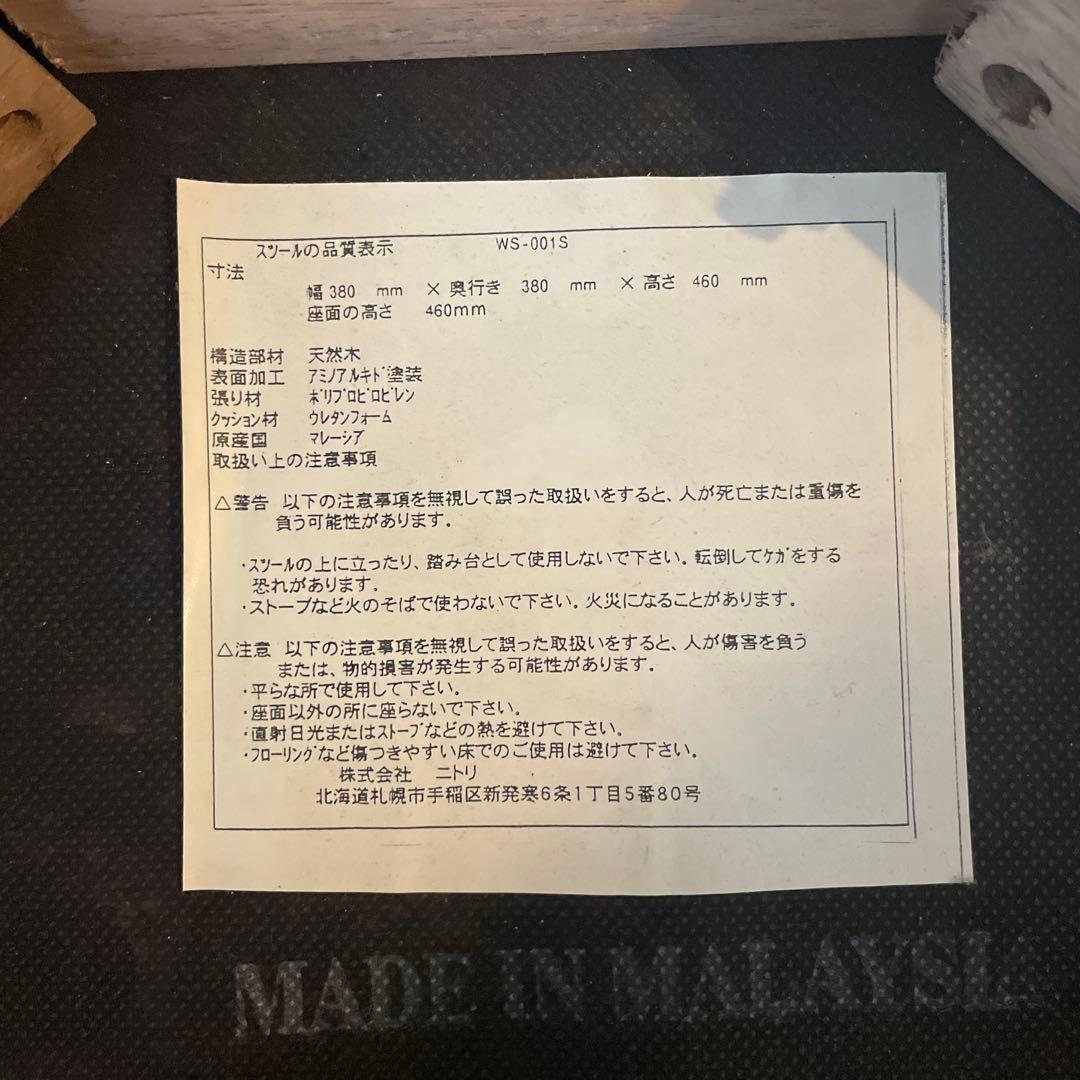 ｽﾂｰﾙの品質表示 WS-001S
寸法
幅 380 mm × 奥行き 380 mm × 高さ 460 mm
座面の高さ 460mm
構造部材 天然木
表面加工 ｱﾐﾉｱﾙｷﾄﾞ塗装
張り材 ﾎﾟﾘﾌﾟﾛﾋﾟﾛﾋﾟﾚﾝ
ｸｯｼｮﾝ材 ｳﾚﾀﾝﾌｫｰﾑ
原産国 ﾏﾚｰｼｱ
取扱い上の注意事項
△警告 以下の注意事項を無視して誤った取扱いをすると、人が死亡または重傷を
負う可能性があります。
・ｽﾂｰﾙの上に立ったり、踏み台として使用しないで下さい。転倒してｹｶﾞをする
恐れがあります。
・ストーブなど火のそばで使わないで下さい。火災になることがあります。
△注意 以下の注意事項を無視して誤った取扱いをすると、人が傷害を負う
または、物的損害が発生する可能性があります。
・平らな所で使用して下さい。
・座面以外の所に座らないで下さい。
・直射日光またはｽﾄｰﾌﾞなどの熱を避けて下さい。
・ﾌﾛｰﾘﾝｸﾞなど傷つきやすい床でのご使用は避けて下さい。
株式会社 ニトリ
北海道札幌市手稲区新発寒6条1丁目5番80号
MADE IN MALAYSI